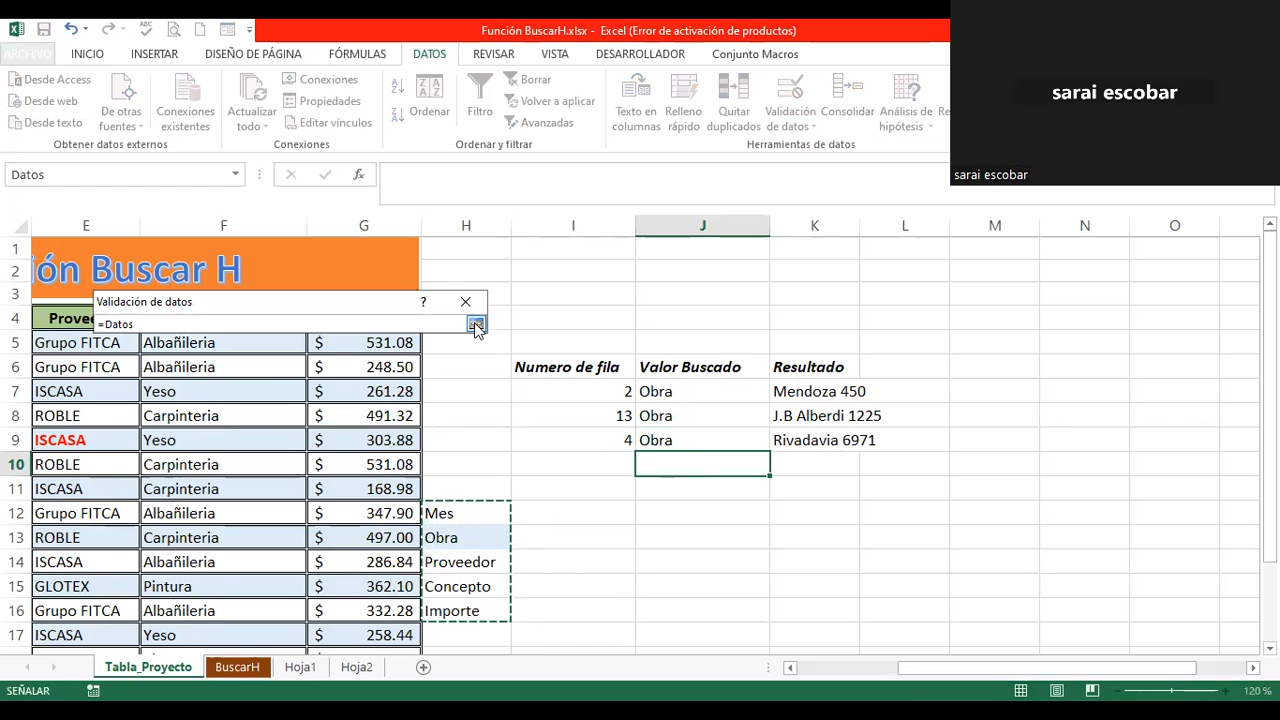 Función BuscarH.xlsx - Excel (Error de activación de productos)
ARCHIVO INICIO INSERTAR DISEÑO DE PÁGINA FÓRMULAS DATOS REVISAR VISTA DESARROLLADOR Conjunto Macros
Desde Access
Desde web
Desde texto
De otras fuentes
Conexiones existentes
Obtener datos externos
Actualizar todo
Conexiones
Propiedades
Editar vínculos
Conexiones
Ordenar
Filtro
Borrar
Volver a aplicar
Avanzadas
Ordenar y filtrar
Texto en columnas
Relleno rápido
Quitar duplicados
Validación de datos
Consolidar
Análisis de hipótesis
Herramientas de datos
sarai escobar
sarai escobar
Datos
fx
E F G H I J K L M N O
1
2
3
ión Buscar H
Validación de datos ?
=Datos
4 Provee
5 Grupo FITCA Albañileria $ 531.08
6 Grupo FITCA Albañileria $ 248.50 Numero de fila Valor Buscado Resultado
7 ISCASA Yeso $ 261.28 2 Obra Mendoza 450
8 ROBLE Carpinteria $ 491.32 13 Obra J.B Alberdi 1225
9 ISCASA Yeso $ 303.88 4 Obra Rivadavia 6971
10 ROBLE Carpinteria $ 531.08
11 ISCASA Carpinteria $ 168.98
12 Grupo FITCA Albañileria $ 347.90 Mes
13 ROBLE Carpinteria $ 497.00 Obra
14 ISCASA Albañileria $ 286.84 Proveedor
15 GLOTEX Pintura $ 362.10 Concepto
16 Grupo FITCA Albañileria $ 332.28 Importe
17 ISCASA Yeso $ 258.44
Tabla_Proyecto BuscarH Hoja1 Hoja2
SEÑALAR 120 %